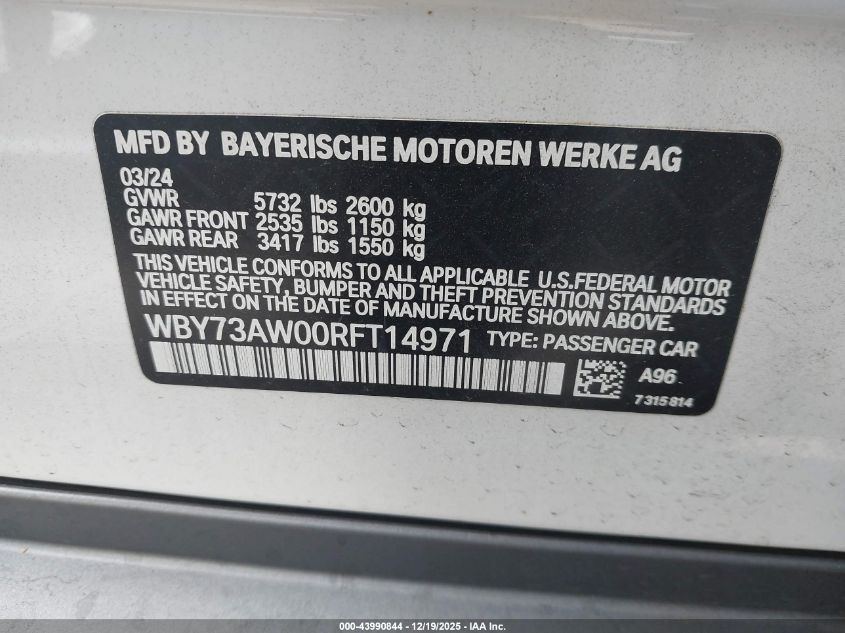 MFD BY BAYERISCHE MOTOREN WERKE AG
03/24
GVWR 5732 lbs 2600 kg
GAWR FRONT 2535 lbs 1150 kg
GAWR REAR 3417 lbs 1550 kg
THIS VEHICLE CONFORMS TO ALL APPLICABLE U.S.FEDERAL MOTOR
VEHICLE SAFETY, BUMPER AND THEFT PREVENTION STANDARDS
IN EFFECT ON THE DATE OF MANUFACTURE SHOWN ABOVE.
WBY73AW00RFT14971 TYPE: PASSENGER CAR
A96
7315814
000-43990844 - 12/19/2025 - IAA Inc.